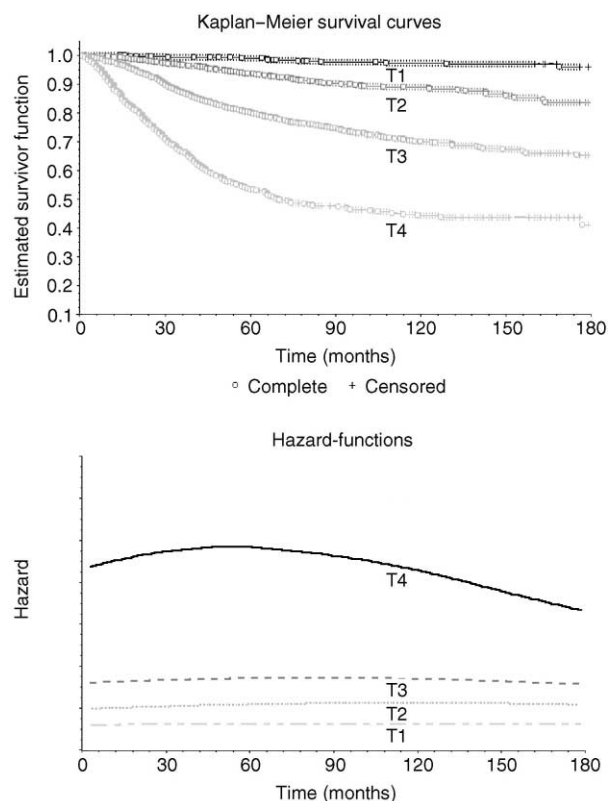 Kaplan–Meier survival curves
Estimated survivor function
1.0
0.9
0.8
0.7
0.6
0.5
0.4
0.3
0.2
0.1
T1
T2
T3
T4
0 30 60 90 120 150 180
Time (months)
Complete Censored
Hazard-functions
Hazard
T4
T3
T2
T1
0 30 60 90 120 150 180
Time (months)